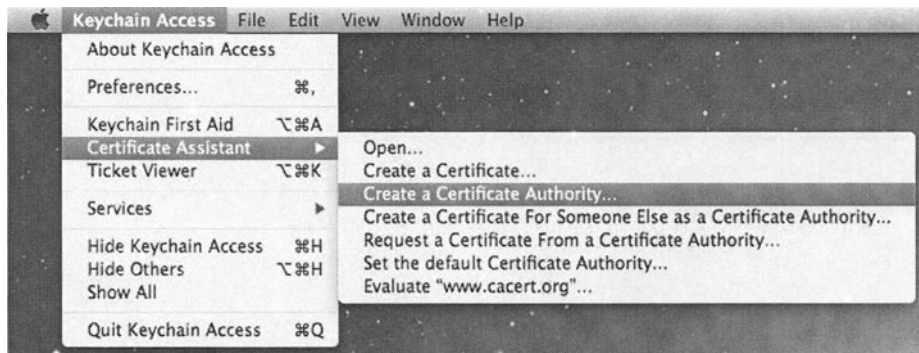 Keychain Access File Edit View Window Help
About Keychain Access
Preferences... ⌘,
Keychain First Aid ⌥⌘A
Certificate Assistant ▶
Ticket Viewer ⌥⌘K
Services ▶
Hide Keychain Access ⌘H
Hide Others ⌥⌘H
Show All
Quit Keychain Access ⌘Q
Open...
Create a Certificate...
Create a Certificate Authority...
Create a Certificate For Someone Else as a Certificate Authority...
Request a Certificate From a Certificate Authority...
Set the default Certificate Authority...
Evaluate “www.cacert.org”...